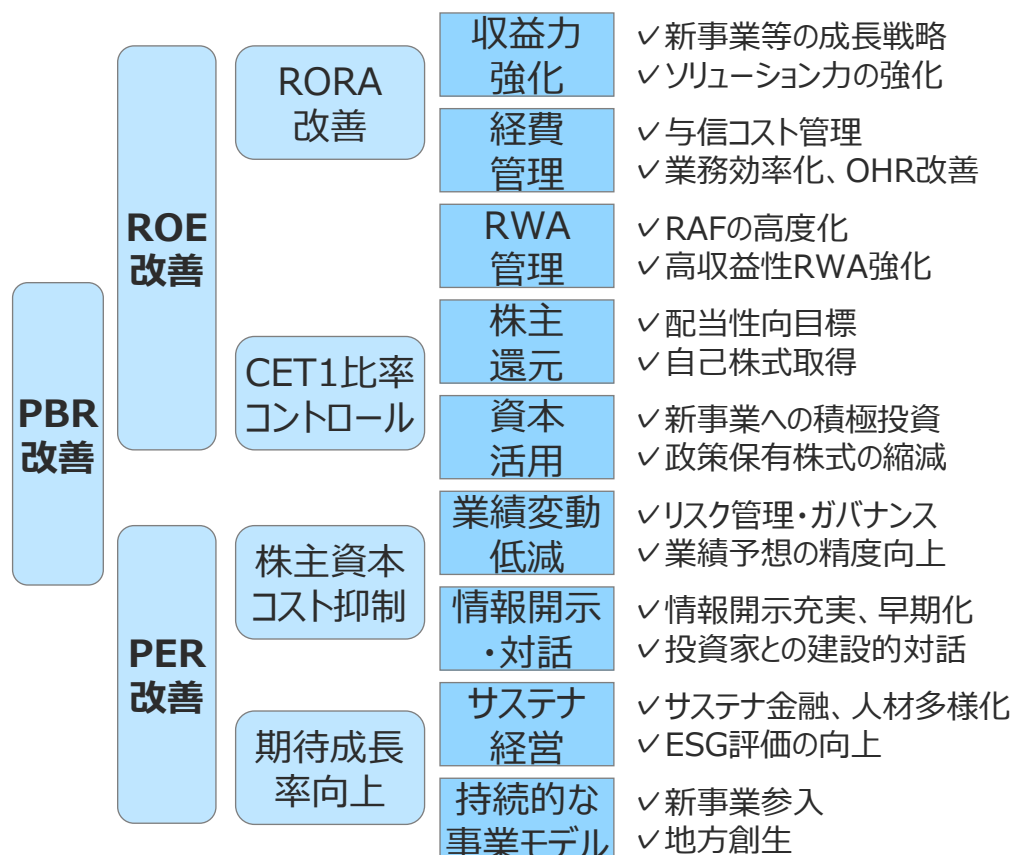 PBR
改善
ROE
改善
RORA
改善
収益力
強化
✓新事業等の成長戦略
✓ソリューション力の強化
経費
管理
✓与信コスト管理
✓業務効率化、OHR改善
RWA
管理
✓RAFの高度化
✓高収益性RWA強化
CET1比率
コントロール
株主
還元
✓配当性向目標
✓自己株式取得
資本
活用
✓新事業への積極投資
✓政策保有株式の縮減
PER
改善
株主資本
コスト抑制
業績変動
低減
✓リスク管理・ガバナンス
✓業績予想の精度向上
情報開示
・対話
✓情報開示充実、早期化
✓投資家との建設的対話
期待成長
率向上
サステナ
経営
✓サステナ金融、人材多様化
✓ESG評価の向上
持続的な
事業モデル
✓新事業参入
✓地方創生